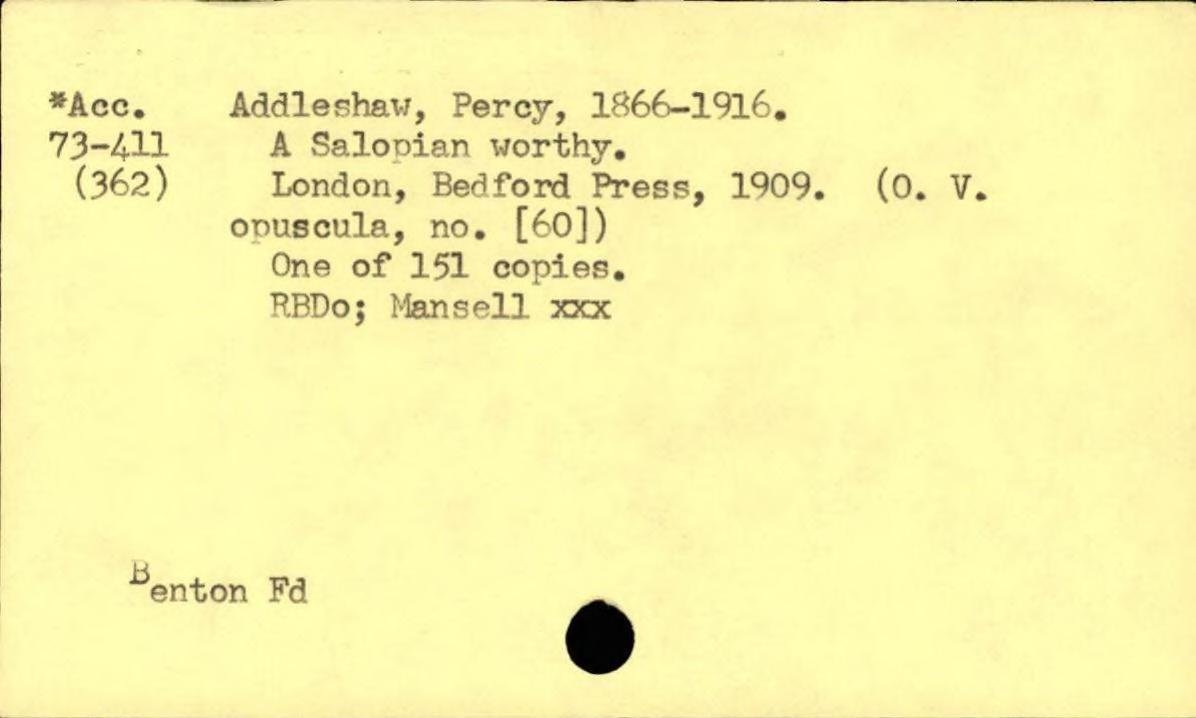 *Acc. Addleshaw, Percy, 1866-1916.
73-411 A Salopian worthy.
(362) London, Bedford Press, 1909. (O. V.
opuscula, no. [60])
One of 151 copies.
RBDo; Mansell xxx
Benton Fd